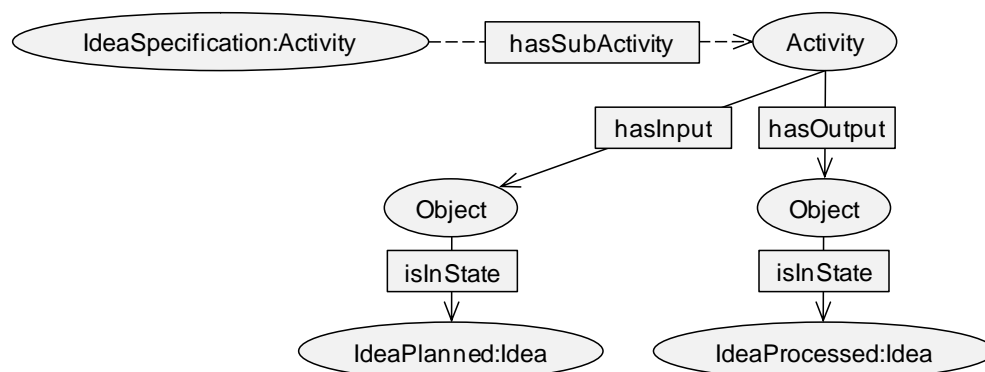 IdeaSpecification:Activity
hasSubActivity
Activity
hasInput
hasOutput
Object
Object
isInState
isInState
IdeaPlanned:Idea
IdeaProcessed:Idea